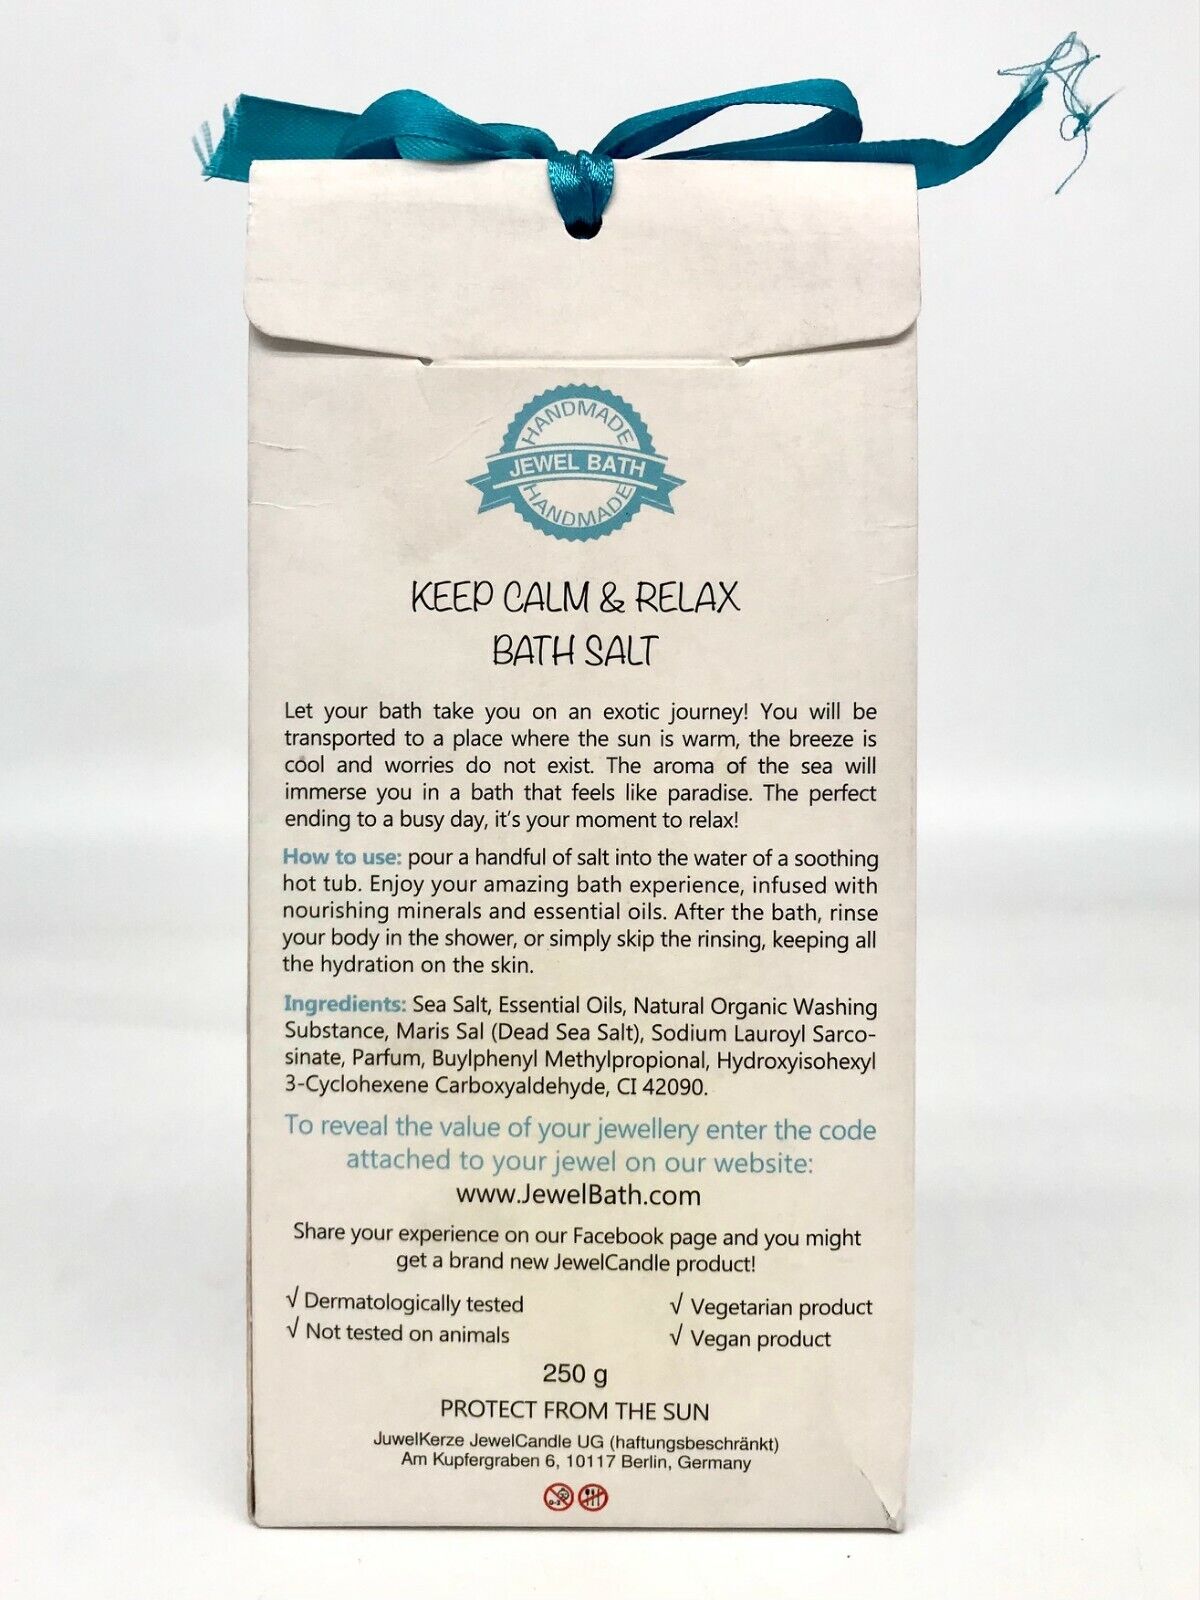 HANDMADE
JEWEL BATH
HANDMADE
KEEP CALM & RELAX
BATH SALT
Let your bath take you on an exotic journey! You will be
transported to a place where the sun is warm, the breeze is
cool and worries do not exist. The aroma of the sea will
immerse you in a bath that feels like paradise. The perfect
ending to a busy day, it's your moment to relax!
How to use: pour a handful of salt into the water of a soothing
hot tub. Enjoy your amazing bath experience, infused with
nourishing minerals and essential oils. After the bath, rinse
your body in the shower, or simply skip the rinsing, keeping all
the hydration on the skin.
Ingredients: Sea Salt, Essential Oils, Natural Organic Washing
Substance, Maris Sal (Dead Sea Salt), Sodium Lauroyl Sarco-
sinate, Parfum, Buylphenyl Methylpropional, Hydroxyisohexyl
3-Cyclohexene Carboxyaldehyde, CI 42090.
To reveal the value of your jewellery enter the code
attached to your jewel on our website:
www.JewelBath.com
Share your experience on our Facebook page and you might
get a brand new JewelCandle product!
√ Dermatologically tested
√ Not tested on animals
√ Vegetarian product
√ Vegan product
250 g
PROTECT FROM THE SUN
JuwelKerze JewelCandle UG (haftungsbeschränkt)
Am Kupfergraben 6, 10117 Berlin, Germany
0-3